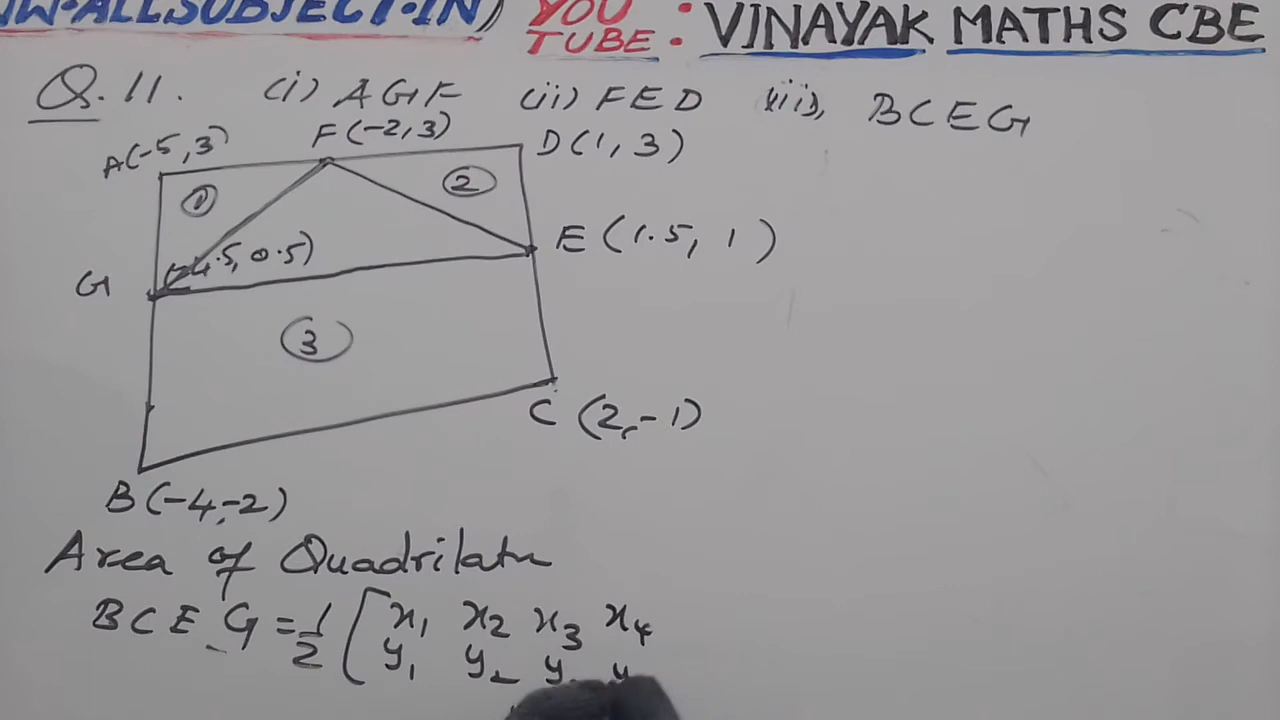 W.ALLSUBJECT.IN) YOU TUBE : VINAYAK MATHS CBE
Q.11. (i) AGF (ii) FED (iii), BCEG
A(-5,3) F(-2,3) D(1,3)
1 2
(-4.5, 0.5) E(1.5, 1)
G
3
C(2,-1)
B(-4,-2)
Area of Quadrilatr
BCEG = 1/2 [ x1 x2 x3 x4
y1 y2 y